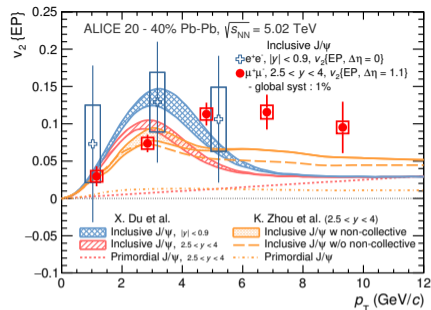 v₂ {EP}
0.25
0.2
0.15
0.1
0.05
0
−0.05
−0.1
ALICE 20 - 40% Pb-Pb, √sNN = 5.02 TeV
Inclusive J/ψ
e⁺e⁻, |y| < 0.9, v₂{EP, Δη = 0}
μ⁺μ⁻, 2.5 < y < 4, v₂{EP, Δη = 1.1}
- global syst : 1%
X. Du et al.
Inclusive J/ψ, |y| < 0.9
Inclusive J/ψ, 2.5 < y < 4
Primordial J/ψ, 2.5 < y < 4
K. Zhou et al. (2.5 < y < 4)
Inclusive J/ψ w non-collective
Inclusive J/ψ w/o non-collective
Primordial J/ψ
0 2 4 6 8 10 12
pT (GeV/c)